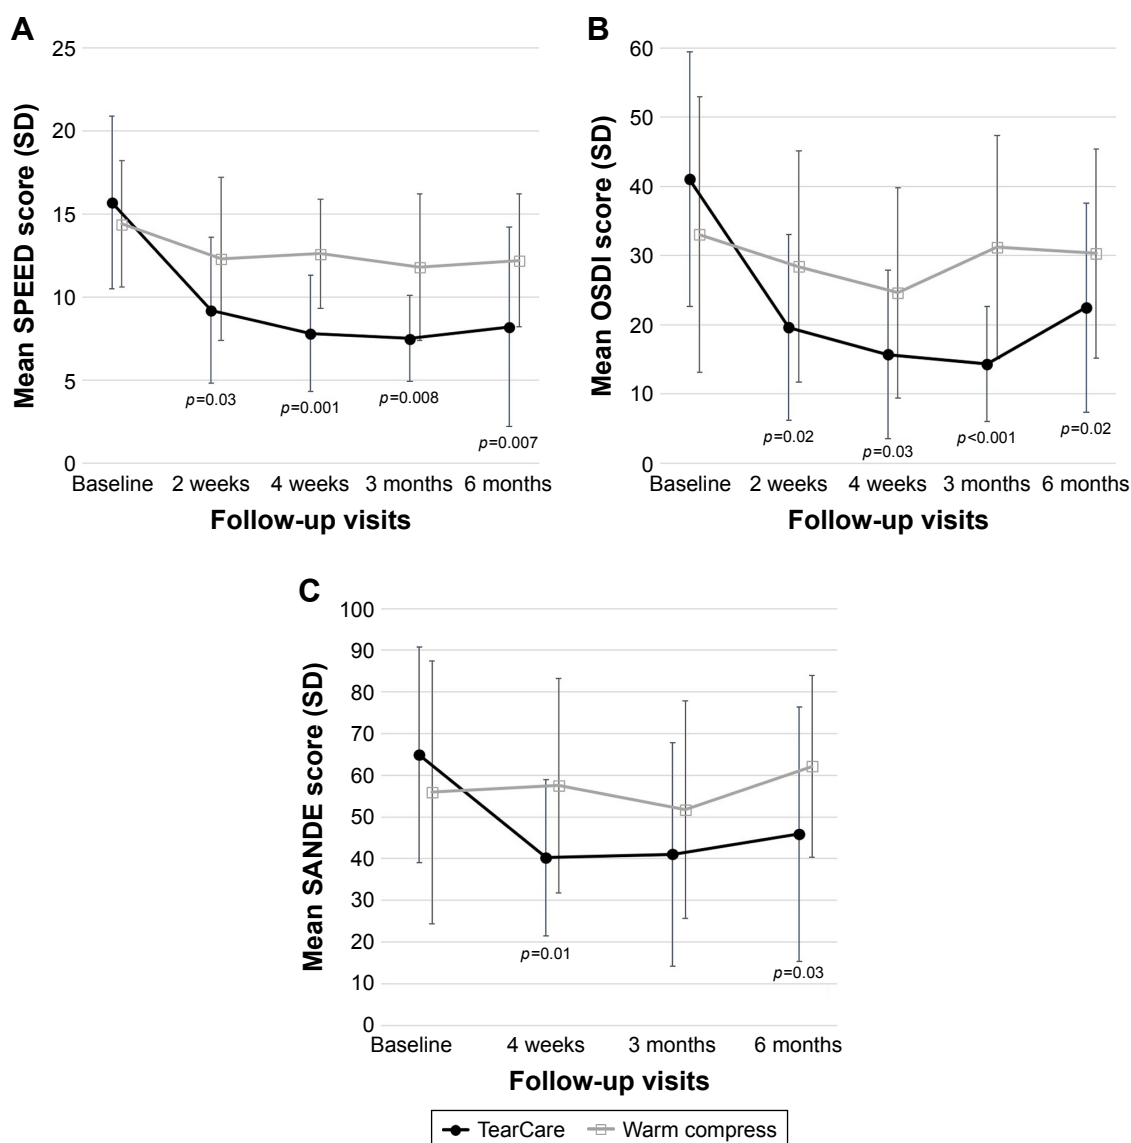 A
Mean SPEED score (SD)
25
20
15
10
5
0
p=0.03
p=0.001
p=0.008
p=0.007
Baseline 2 weeks 4 weeks 3 months 6 months
Follow-up visits
B
Mean OSDI score (SD)
60
50
40
30
20
10
0
p=0.02
p=0.03
p<0.001
p=0.02
Baseline 2 weeks 4 weeks 3 months 6 months
Follow-up visits
C
Mean SANDE score (SD)
100
90
80
70
60
50
40
30
20
10
0
p=0.01
p=0.03
Baseline 4 weeks 3 months 6 months
Follow-up visits
TearCare Warm compress